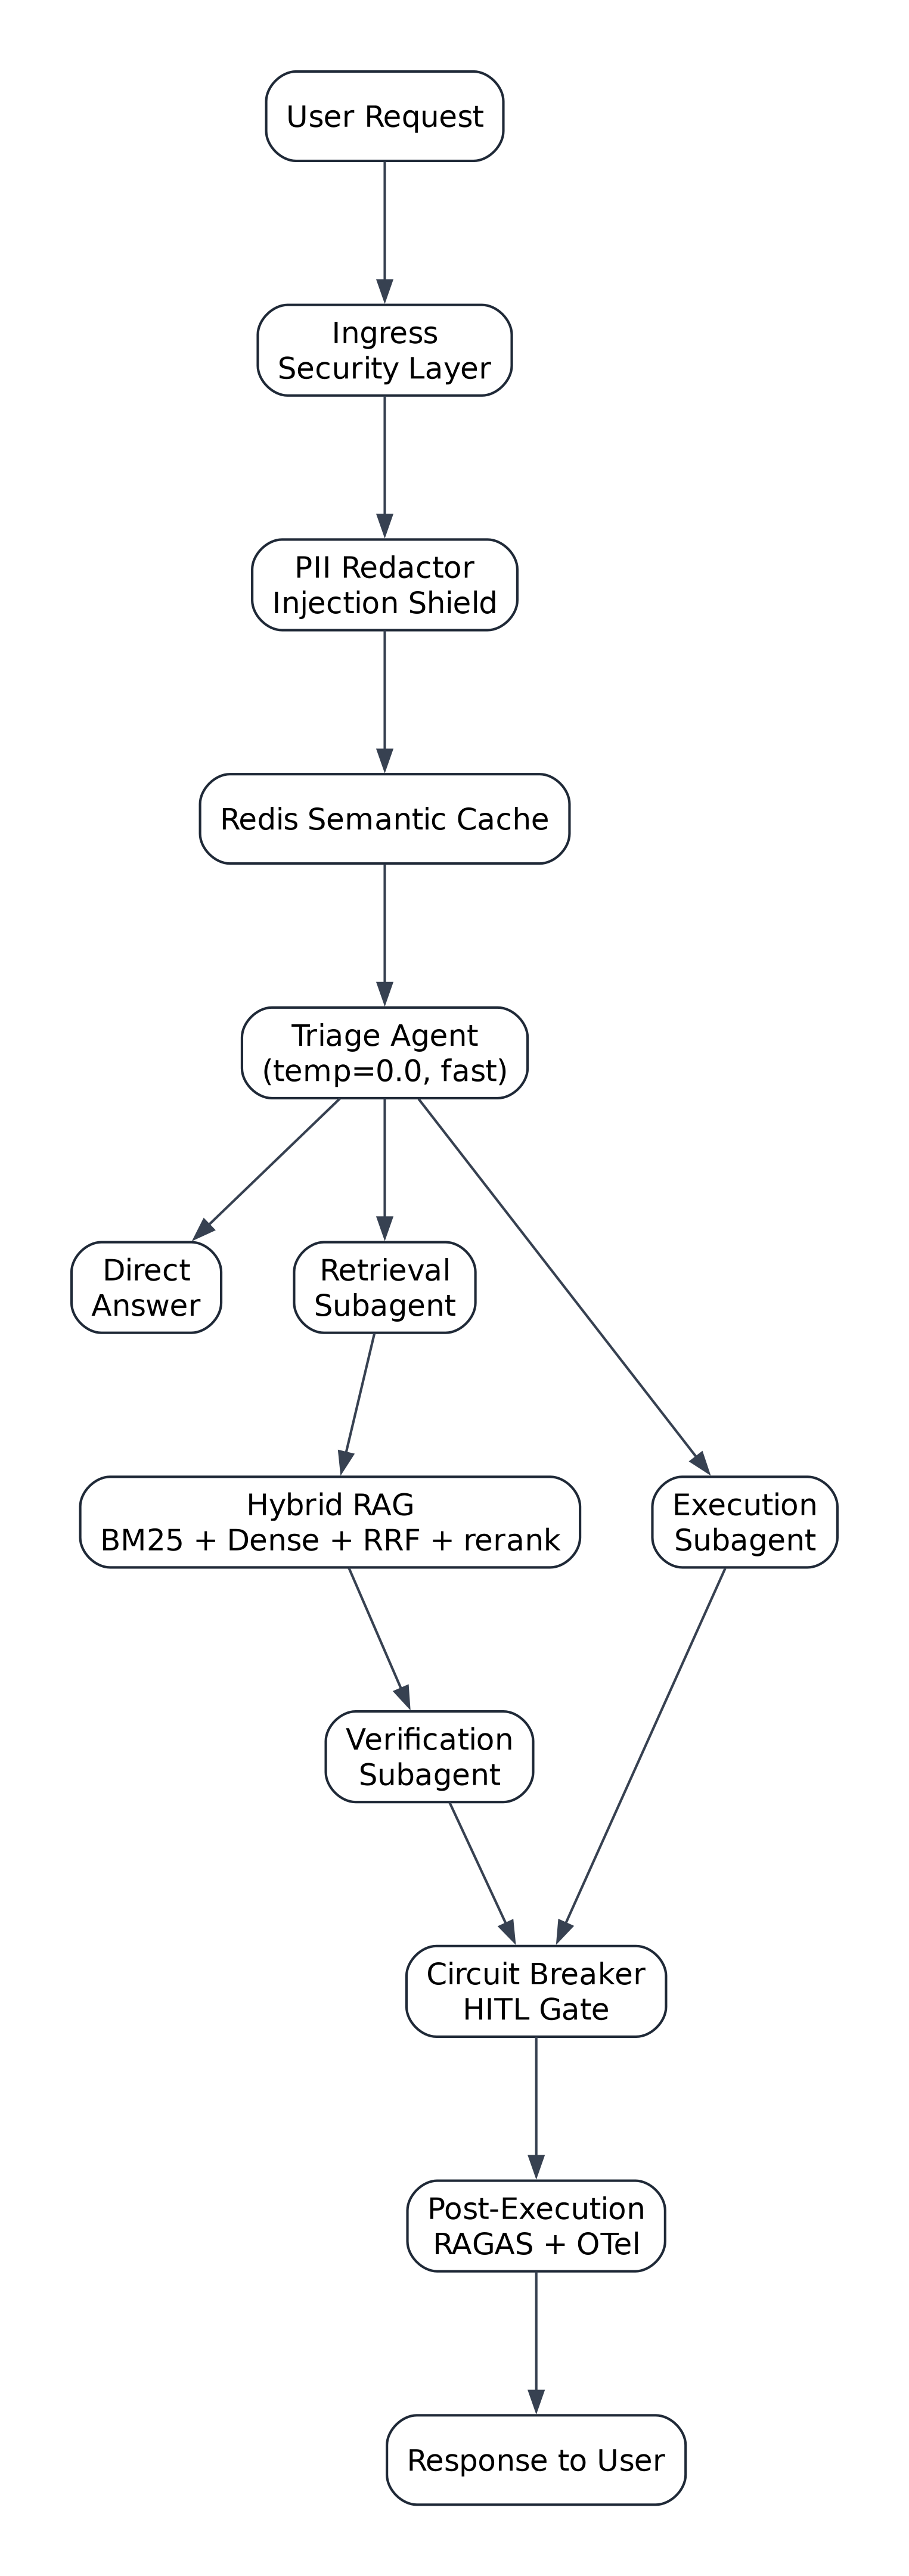 User Request
Ingress
Security Layer
PII Redactor
Injection Shield
Redis Semantic Cache
Triage Agent
(temp=0.0, fast)
Direct
Answer
Retrieval
Subagent
Hybrid RAG
BM25 + Dense + RRF + rerank
Execution
Subagent
Verification
Subagent
Circuit Breaker
HITL Gate
Post-Execution
RAGAS + OTel
Response to User